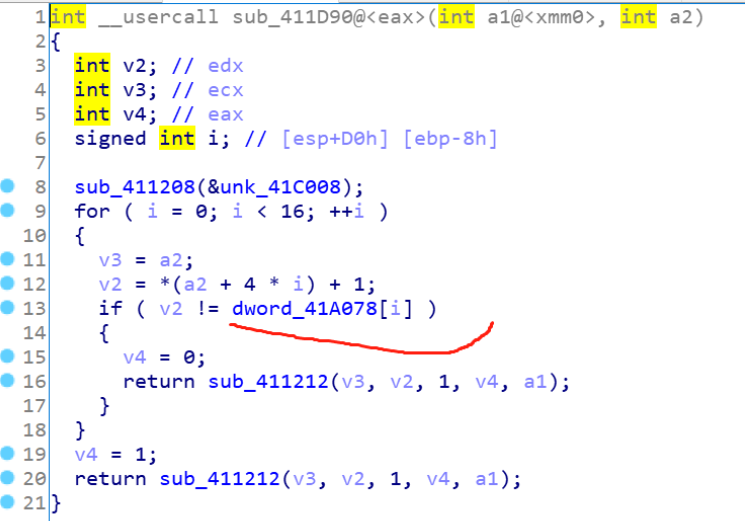 1 int __usercall sub_411D90@<eax>(int a1@<xmm0>, int a2)
2 {
3   int v2; // edx
4   int v3; // ecx
5   int v4; // eax
6   signed int i; // [esp+D0h] [ebp-8h]
7
8   sub_411208(&unk_41C008);
9   for ( i = 0; i < 16; ++i )
10   {
11     v3 = a2;
12     v2 = *(a2 + 4 * i) + 1;
13     if ( v2 != dword_41A078[i] )
14     {
15       v4 = 0;
16       return sub_411212(v3, v2, 1, v4, a1);
17     }
18   }
19   v4 = 1;
20   return sub_411212(v3, v2, 1, v4, a1);
21 }